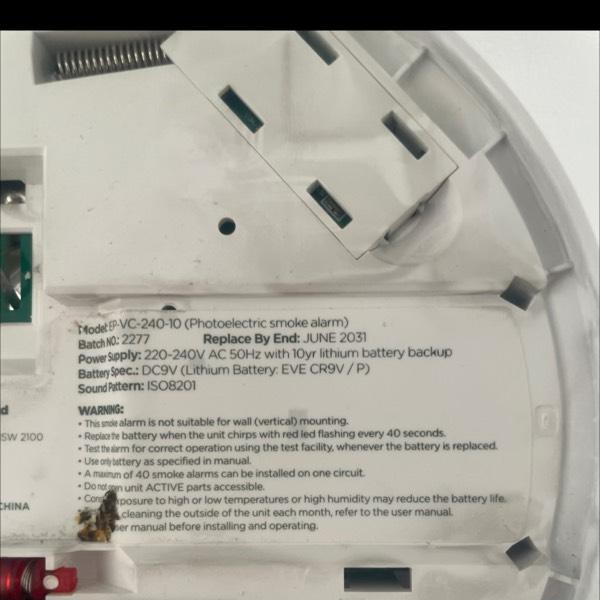 Model: EP-VC-240-10 (Photoelectric smoke alarm)
Batch NO: 2277 Replace By End: JUNE 2031
Power Supply: 220-240V AC 50Hz with 10yr lithium battery backup
Battery Spec.: DC9V (Lithium Battery: EVE CR9V / P)
Sound Pattern: ISO8201
WARNING:
• This smoke alarm is not suitable for wall (vertical) mounting.
• Replace the battery when the unit chirps with red led flashing every 40 seconds.
• Test the alarm for correct operation using the test facility, whenever the battery is replaced.
• Use only battery as specified in manual.
• A maximum of 40 smoke alarms can be installed on one circuit.
• Do not open unit ACTIVE parts accessible.
• posure to high or low temperatures or high humidity may reduce the battery life.
cleaning the outside of the unit each month, refer to the user manual.
ser manual before installing and operating.
d
SW 2100
CHINA